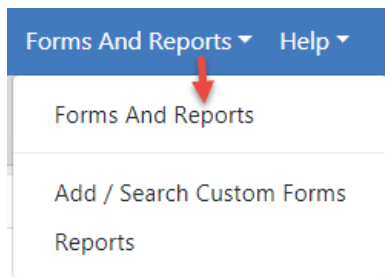 Forms And Reports Help
Forms And Reports
Add / Search Custom Forms
Reports